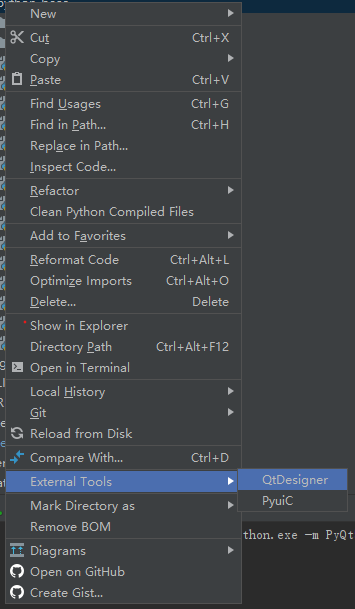 New
Cut Ctrl+X
Copy
Paste Ctrl+V
Find Usages Ctrl+G
Find in Path... Ctrl+H
Replace in Path...
Inspect Code...
Refactor
Clean Python Compiled Files
Add to Favorites
Reformat Code Ctrl+Alt+L
Optimize Imports Ctrl+Alt+O
Delete... Delete
Show in Explorer
Directory Path Ctrl+Alt+F12
Open in Terminal
Local History
Git
Reload from Disk
Compare With... Ctrl+D
External Tools QtDesigner
PyuiC
Mark Directory as
Remove BOM
thon.exe -m PyQt
Diagrams
Open on GitHub
Create Gist...